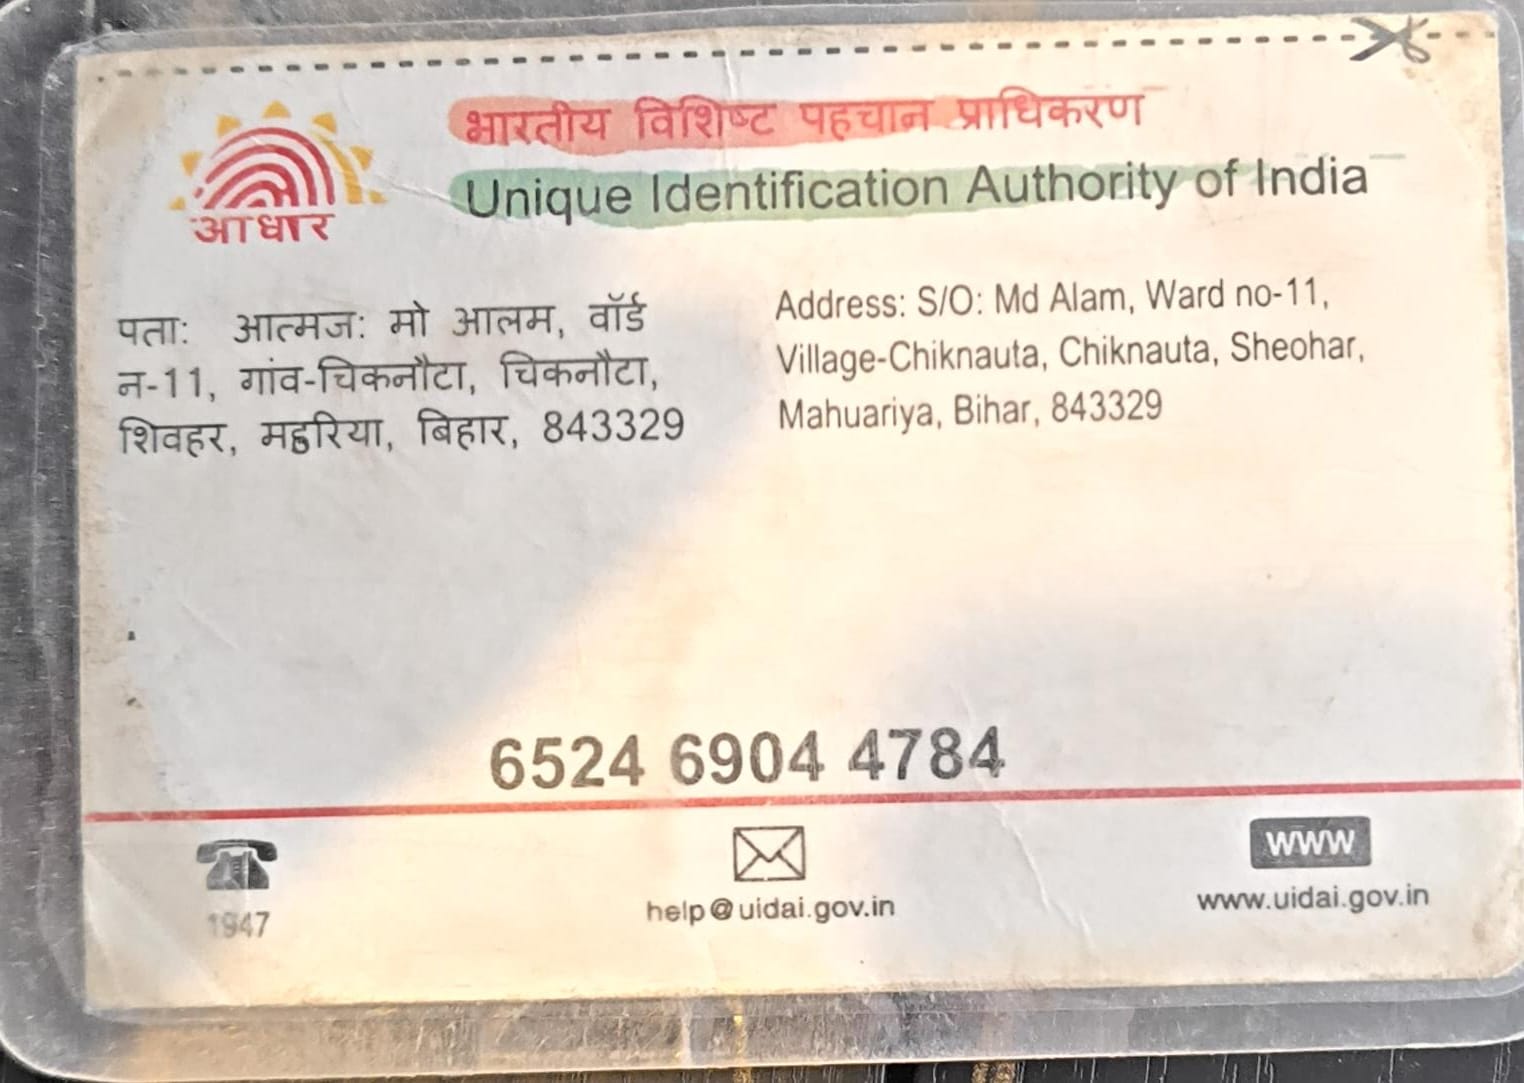 भारतीय विशिष्ट पहचान प्राधिकरण
Unique Identification Authority of India
आधार
पता: आत्मज: मो आलम, वॉर्ड
न-11, गांव-चिकनौटा, चिकनौटा,
शिवहर, महुरिया, बिहार, 843329
Address: S/O: Md Alam, Ward no-11,
Village-Chiknauta, Chiknauta, Sheohar,
Mahuariya, Bihar, 843329
6524 6904 4784
1947
help@uidai.gov.in
www
www.uidai.gov.in